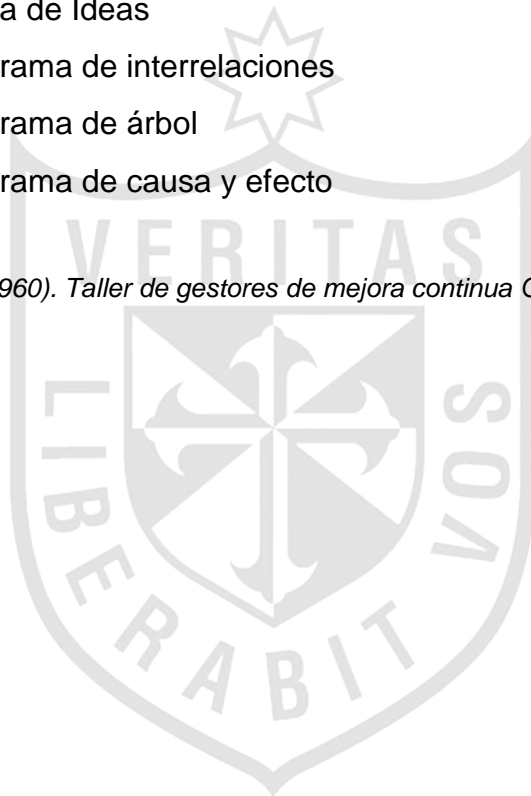 a de Ideas
rama de interrelaciones
rama de árbol
rama de causa y efecto
960). Taller de gestores de mejora continua C
VERITAS
LIBERABIT
VOS